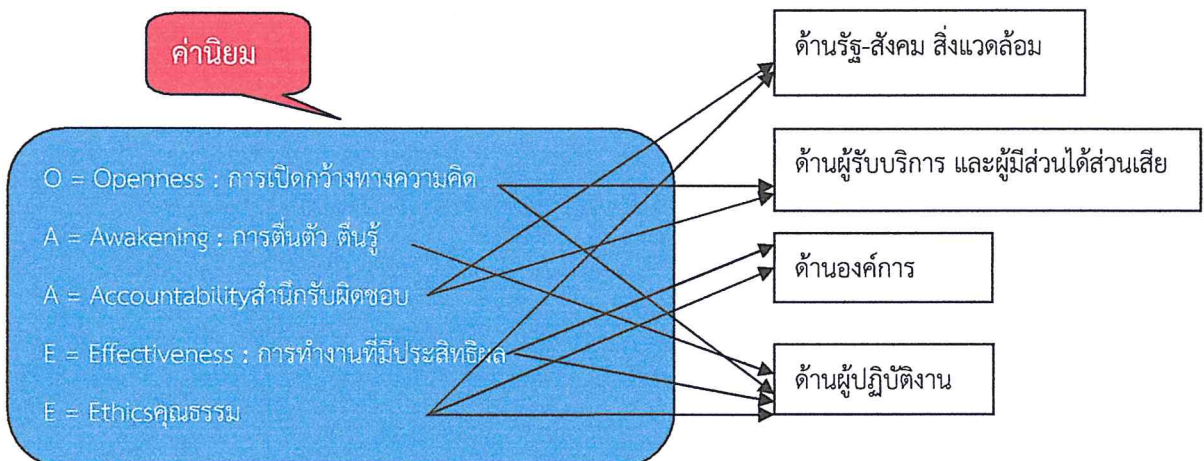 ค่านิยม
O = Openness : การเปิดกว้างทางความคิด
A = Awakening : การตื่นตัว ตื่นรู้
A = Accountabilityสำนึกรับผิดชอบ
E = Effectiveness : การทำงานที่มีประสิทธิผล
E = Ethicsคุณธรรม
ด้านรัฐ-สังคม สิ่งแวดล้อม
ด้านผู้รับบริการ และผู้มีส่วนได้ส่วนเสีย
ด้านองค์การ
ด้านผู้ปฏิบัติงาน